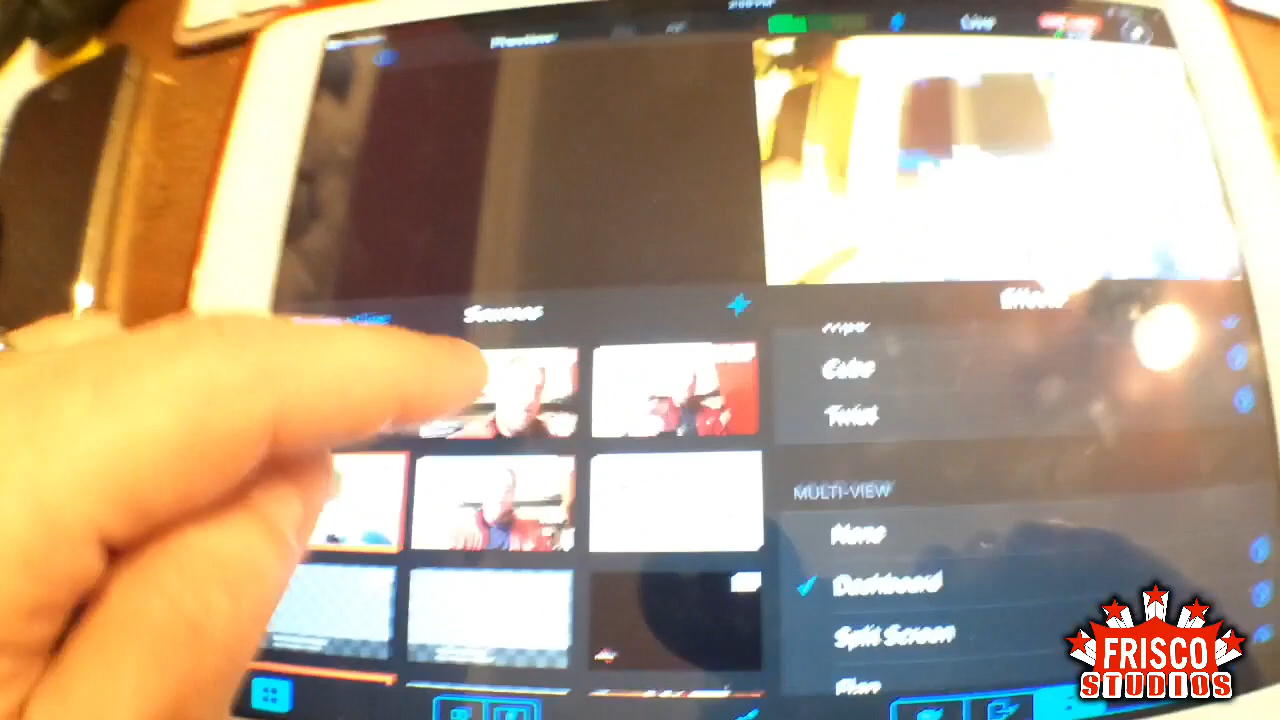 Preview
Live
Sources
Effects
Cube
Twist
MULTI-VIEW
None
Dashboard
Split Screen
FRISCO
STUDIOS